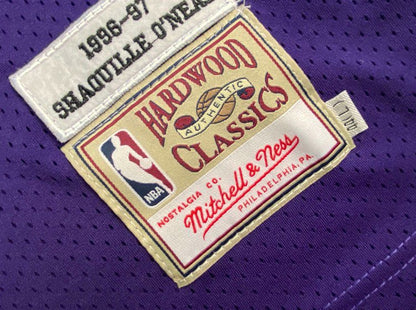 1996-97
SHAQUILLE O'NEAL
HARDWOOD
AUTHENTIC
CLASSICS
NBA
NOSTALGIA CO.
Mitchell & Ness
PHILADELPHIA, PA.